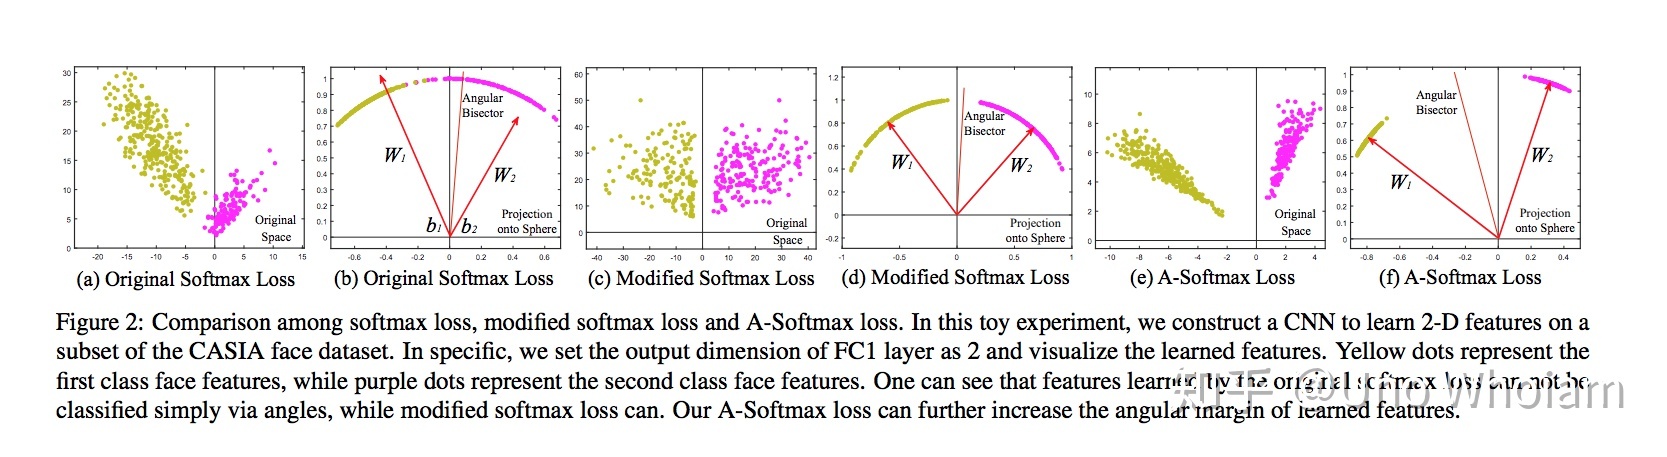 30
25
20
15
10
5
0
-20 -15 -10 -5 0 5 10 15
Original
Space
1
0.9
0.8
0.7
0.6
0.5
0.4
0.3
0.2
0.1
0
-0.6 -0.4 -0.2 0 0.2 0.4 0.6
Angular
Bisector
W1
W2
b1 b2
Projection
onto Sphere
60
50
40
30
20
10
0
-40 -30 -20 -10 0 10 20 30 40
Original
Space
1.2
1
0.8
0.6
0.4
0.2
0
-0.2
-1 -0.5 0 0.5 1
Angular
Bisector
W1
W2
Projection
onto Sphere
10
8
6
4
2
0
-10 -8 -6 -4 -2 0 2 4
Original
Space
1
0.9
0.8
0.7
0.6
0.5
0.4
0.3
0.2
0.1
0
-0.8 -0.6 -0.4 -0.2 0 0.2 0.4
Angular
Bisector
W1
W2
Projection
onto Sphere
(a) Original Softmax Loss (b) Original Softmax Loss (c) Modified Softmax Loss (d) Modified Softmax Loss (e) A-Softmax Loss (f) A-Softmax Loss
Figure 2: Comparison among softmax loss, modified softmax loss and A-Softmax loss. In this toy experiment, we construct a CNN to learn 2-D features on a
subset of the CASIA face dataset. In specific, we set the output dimension of FC1 layer as 2 and visualize the learned features. Yellow dots represent the
first class face features, while purple dots represent the second class face features. One can see that features learned by the original softmax loss can not be
classified simply via angles, while modified softmax loss can. Our A-Softmax loss can further increase the angular margin of learned features.
知乎 @Uno Whoiam